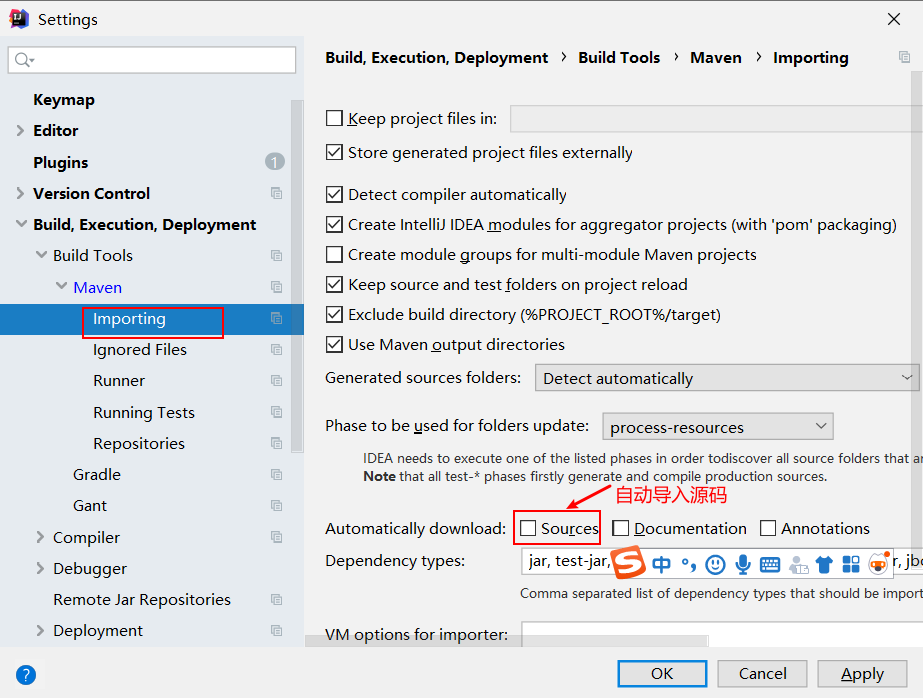 Settings
Keymap
Editor
Plugins
1
Version Control
Build, Execution, Deployment
Build Tools
Maven
Importing
Ignored Files
Runner
Running Tests
Repositories
Gradle
Gant
Compiler
Debugger
Remote Jar Repositories
Deployment
Build, Execution, Deployment › Build Tools › Maven › Importing
Keep project files in:
Store generated project files externally
Detect compiler automatically
Create IntelliJ IDEA modules for aggregator projects (with 'pom' packaging)
Create module groups for multi-module Maven projects
Keep source and test folders on project reload
Exclude build directory (%PROJECT_ROOT%/target)
Use Maven output directories
Generated sources folders: Detect automatically
Phase to be used for folders update: process-resources
IDEA needs to execute one of the listed phases in order todiscover all source folders that
Note that all test-* phases firstly generate and compile production sources.
自动导入源码
Automatically download: Sources Documentation Annotations
Dependency types: jar, test-jar,
S 中
Comma separated list of dependency types that should be
VM options for importer:
? OK Cancel Apply